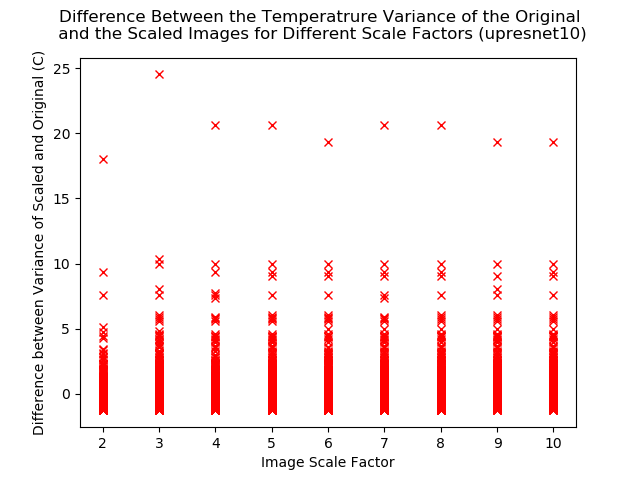 Difference Between the Temperatrure Variance of the Original
and the Scaled Images for Different Scale Factors (upresnet10)
Difference between Variance of Scaled and Original (C)
25
20
15
10
5
0
2 3 4 5 6 7 8 9 10
Image Scale Factor